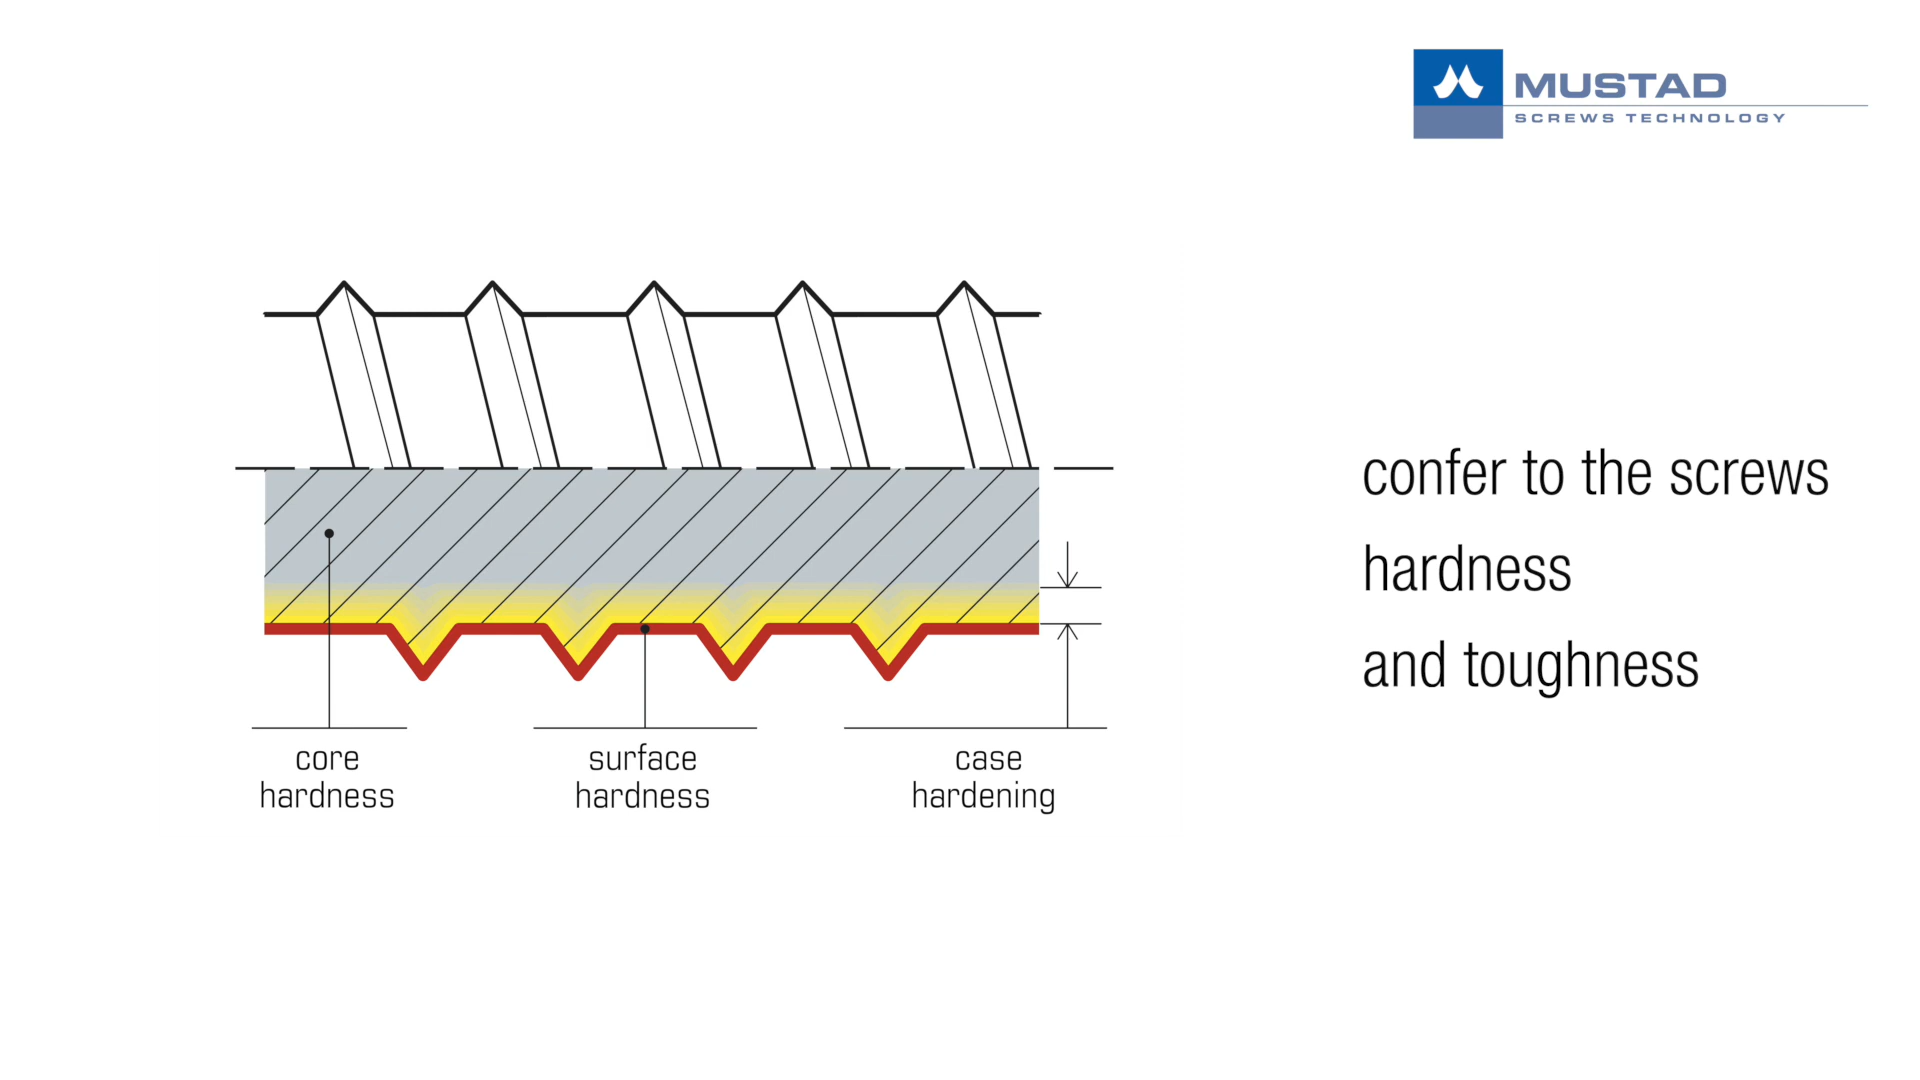 MUSTAD
SCREWS TECHNOLOGY
confer to the screws
hardness
and toughness
core
hardness
surface
hardness
case
hardening